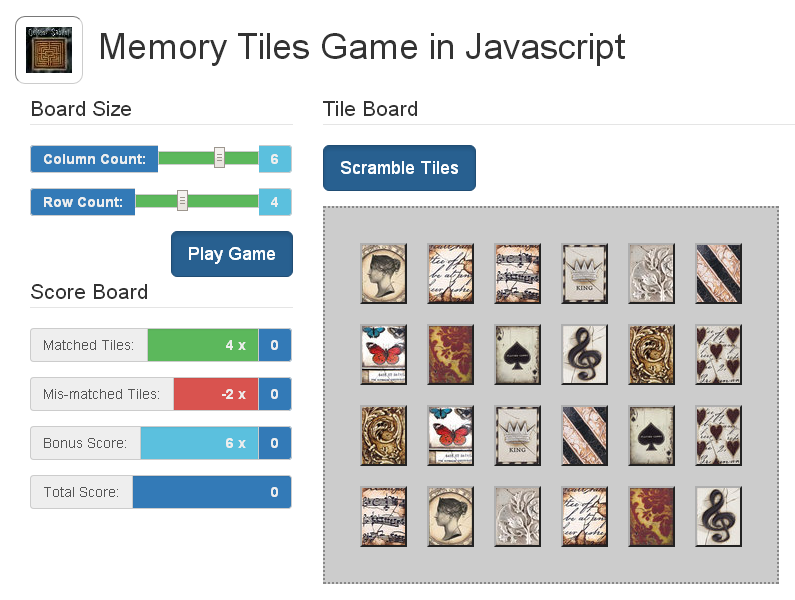 Memory Tiles Game in Javascript
Board Size
Column Count: 6
Row Count: 4
Play Game
Score Board
Matched Tiles: 4 x 0
Mis-matched Tiles: -2 x 0
Bonus Score: 6 x 0
Total Score: 0
Tile Board
Scramble Tiles
KING
KING